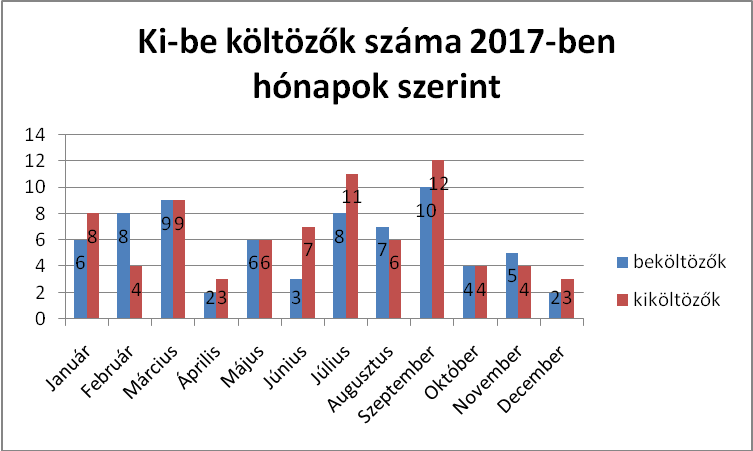 Ki-be költözők száma 2017-ben
hónapok szerint
14
12
10
8
6
4
2
0
6 8 8 4 9 9 2 3 6 6 3 7 8 11 7 6 10 12 4 4 5 4 2 3
Január Február Március Április Május Június Július Augusztus Szeptember Október November December
beköltözők
kiköltözők